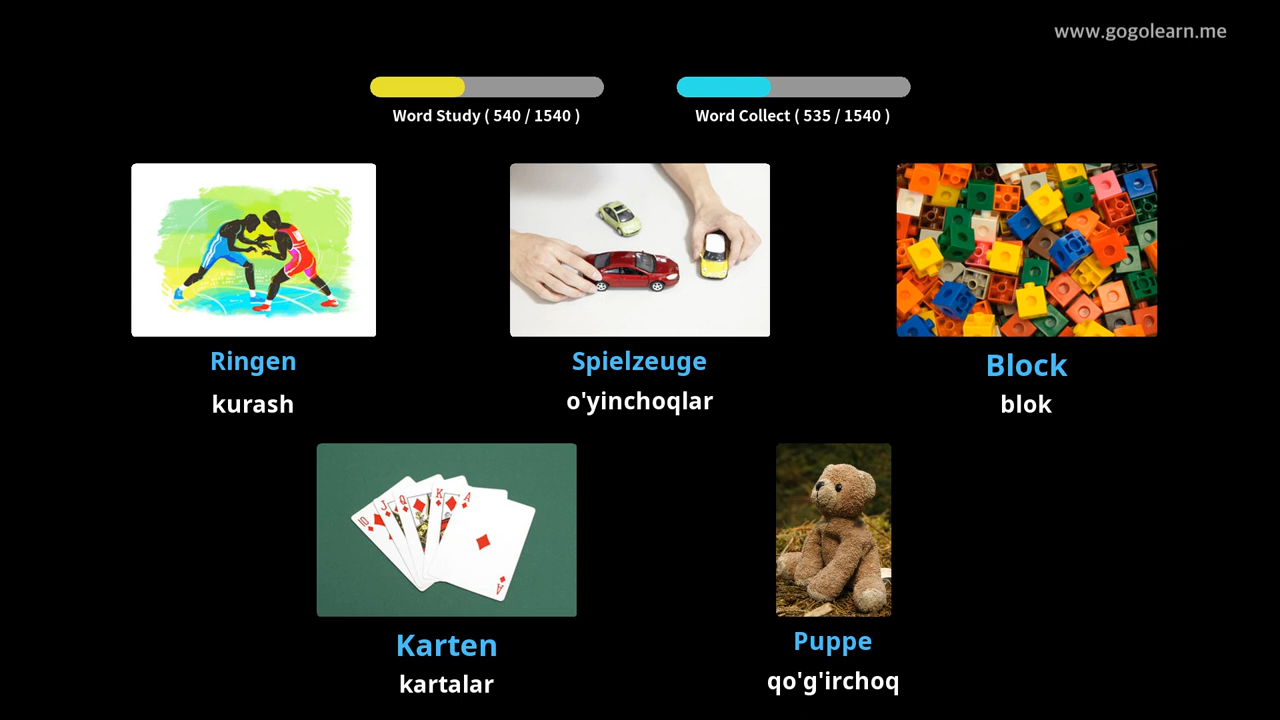 www.gogolearn.me
Word Study ( 540 / 1540 )
Word Collect ( 535 / 1540 )
Ringen
kurash
Spielzeuge
o'yinchoqlar
Block
blok
10 J Q K A
A
Karten
kartalar
Puppe
qo'g'irchoq